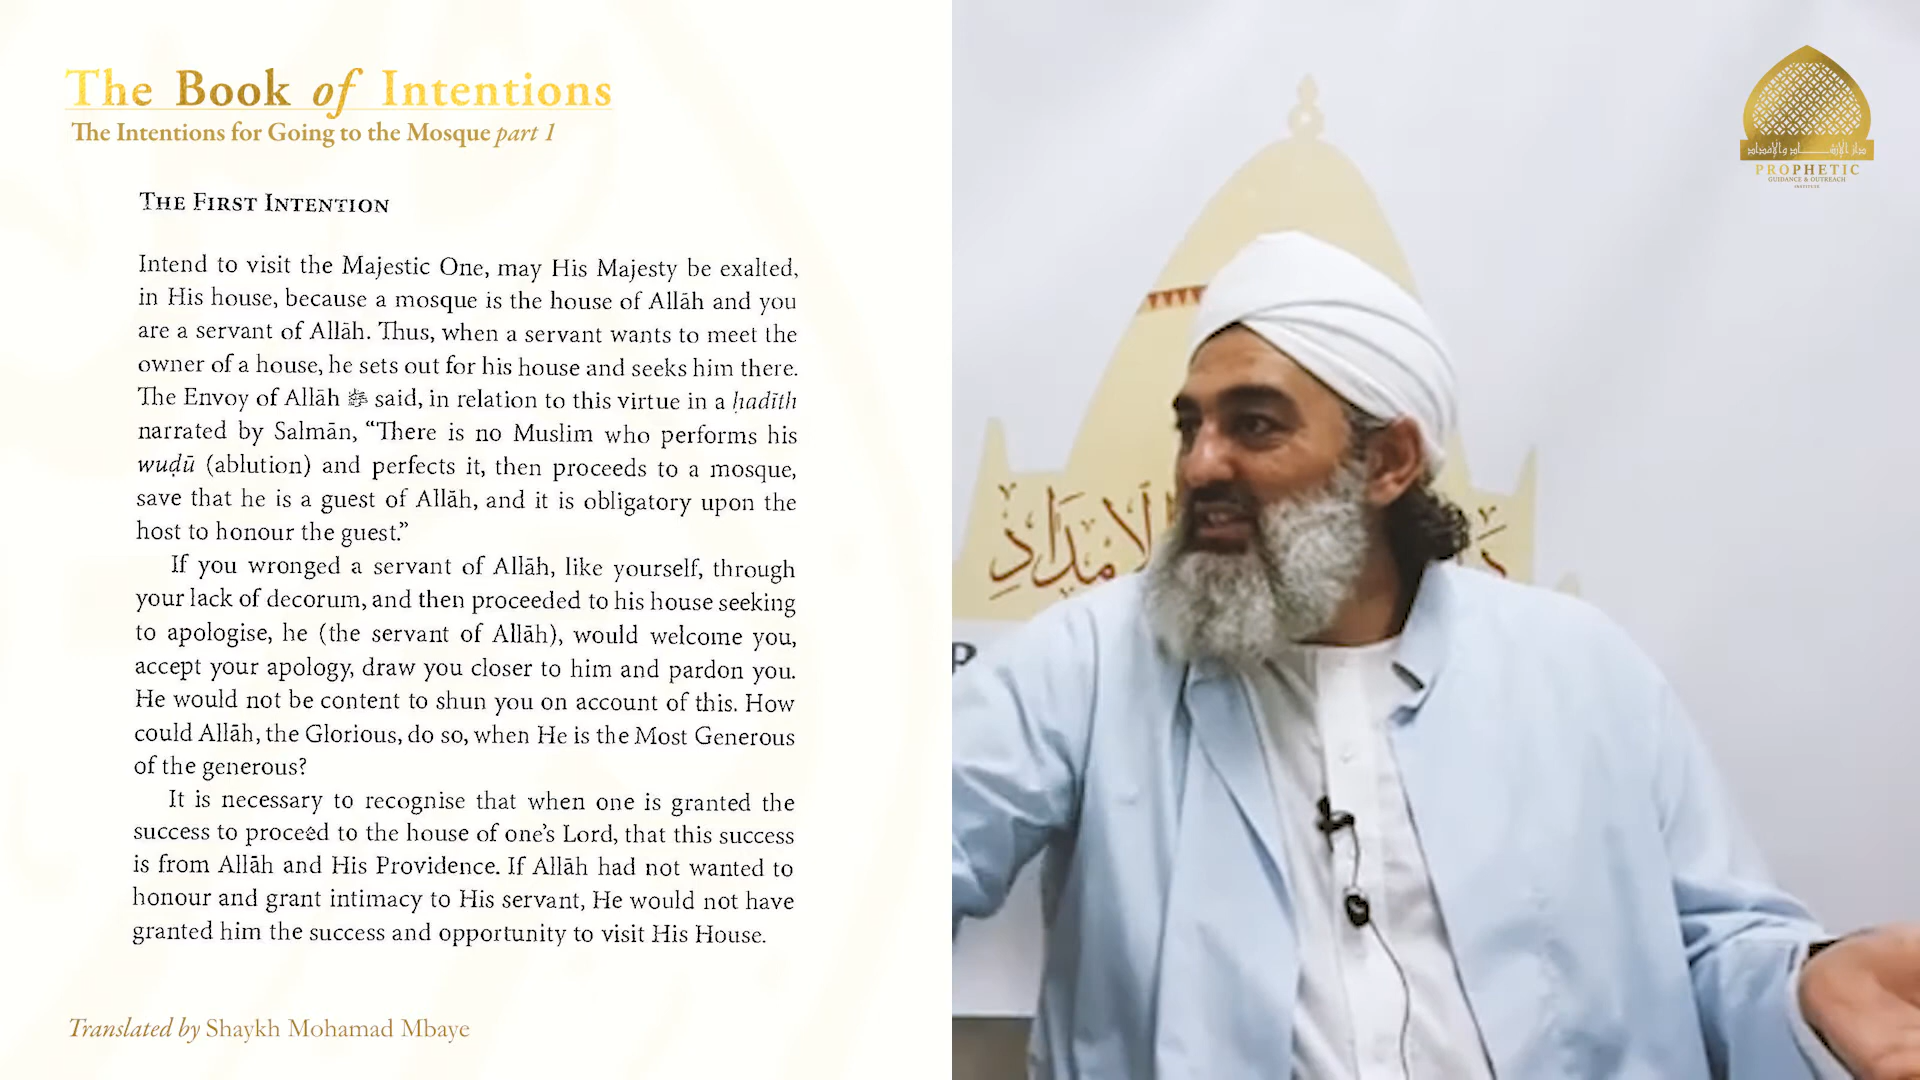 The Book of Intentions
The Intentions for Going to the Mosque part 1
THE FIRST INTENTION
Intend to visit the Majestic One, may His Majesty be exalted,
in His house, because a mosque is the house of Allāh and you
are a servant of Allāh. Thus, when a servant wants to meet the
owner of a house, he sets out for his house and seeks him there.
The Envoy of Allāh ﷺ said, in relation to this virtue in a ḥadīth
narrated by Salmān, “There is no Muslim who performs his
wuḍū (ablution) and perfects it, then proceeds to a mosque,
save that he is a guest of Allāh, and it is obligatory upon the
host to honour the guest.”
If you wronged a servant of Allāh, like yourself, through
your lack of decorum, and then proceeded to his house seeking
to apologise, he (the servant of Allāh), would welcome you,
accept your apology, draw you closer to him and pardon you.
He would not be content to shun you on account of this. How
could Allāh, the Glorious, do so, when He is the Most Generous
of the generous?
It is necessary to recognise that when one is granted the
success to proceed to the house of one’s Lord, that this success
is from Allāh and His Providence. If Allāh had not wanted to
honour and grant intimacy to His servant, He would not have
granted him the success and opportunity to visit His House.
Translated by Shaykh Mohamad Mbaye
دار الإرشاد والإمداد
PROPHETIC
GUIDANCE & OUTREACH
INSTITUTE
الإمداد